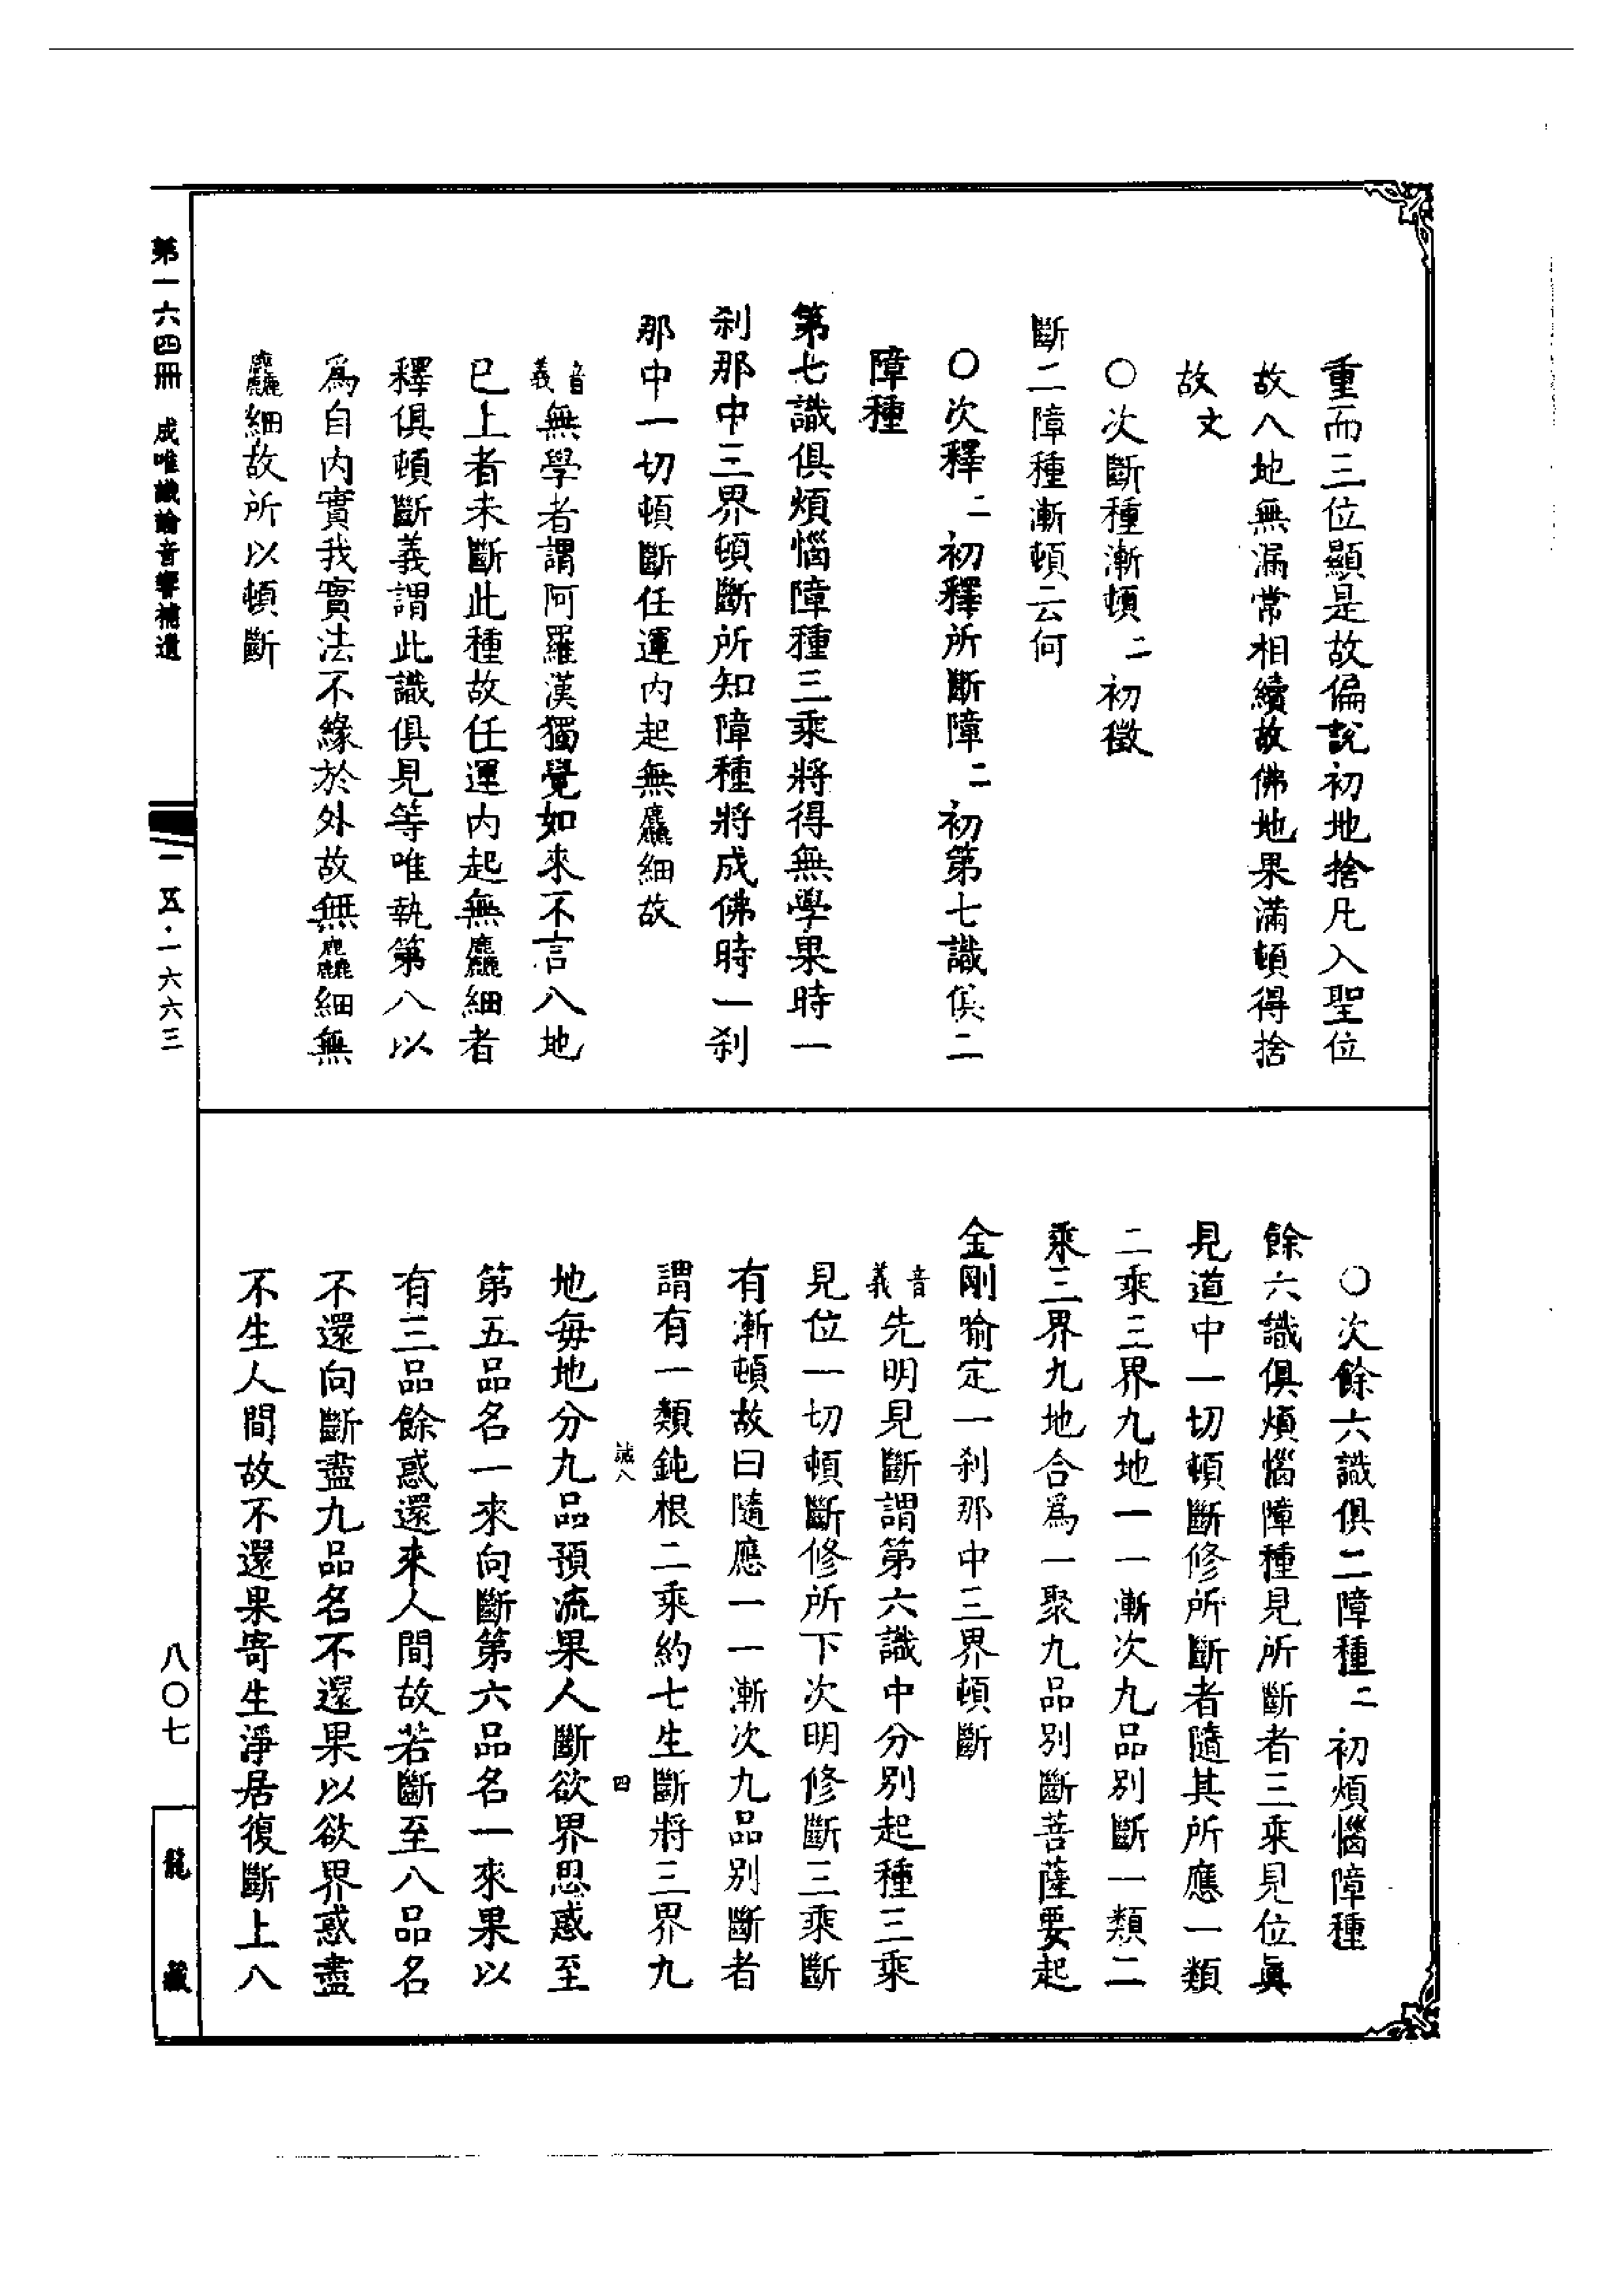 重而三位顯是故偏說初地捨凡入聖位
故八地無漏常相續故佛地果滿頓得捨
故文
〇次斷種漸頓二初徵
斷二障種漸頓云何
〇次釋二初釋所斷障二初第七識俱二
障種
第七識俱煩惱障種三乘將得無學果時一
剎那中三界頓斷所知障種將成佛時一剎
那中一切頓斷任運內起無麤細故
音義無學者謂阿羅漢獨覺如來不言八地
已上者未斷此種故任運內起無麤細者
釋俱頓斷義謂此識俱見等唯執第八以
為自內實我實法不緣於外故無麤細無
麤細故所以頓斷
〇次餘六識俱二障種二初煩惱障種
餘六識俱煩惱障種見所斷者三乘見位真
見道中一切頓斷修所斷者隨其所應一類
二乘三界九地一一漸次九品別斷一類二
乘三界九地合為一聚九品別斷菩薩要起
金剛喻定一剎那中三界頓斷
音義先明見斷謂第六識中分別起種三乘
見位一切頓斷修所下次明修斷三乘斷
有漸頓故曰隨應一一漸次九品別斷者
謂有一類鈍根二乘約七生斷將三界九
誠八 四
地每地分九品預流果人斷欲界思惑至
第五品名一來向斷第六品名一來果以
有三品餘惑還來人間故若斷至八品名
不還向斷盡九品名不還果以欲界惑盡
不生人間故不還果寄生淨居復斷上八
第一六四冊 成唯識論音響補遺
一五·一六六三
八〇七
龍藏